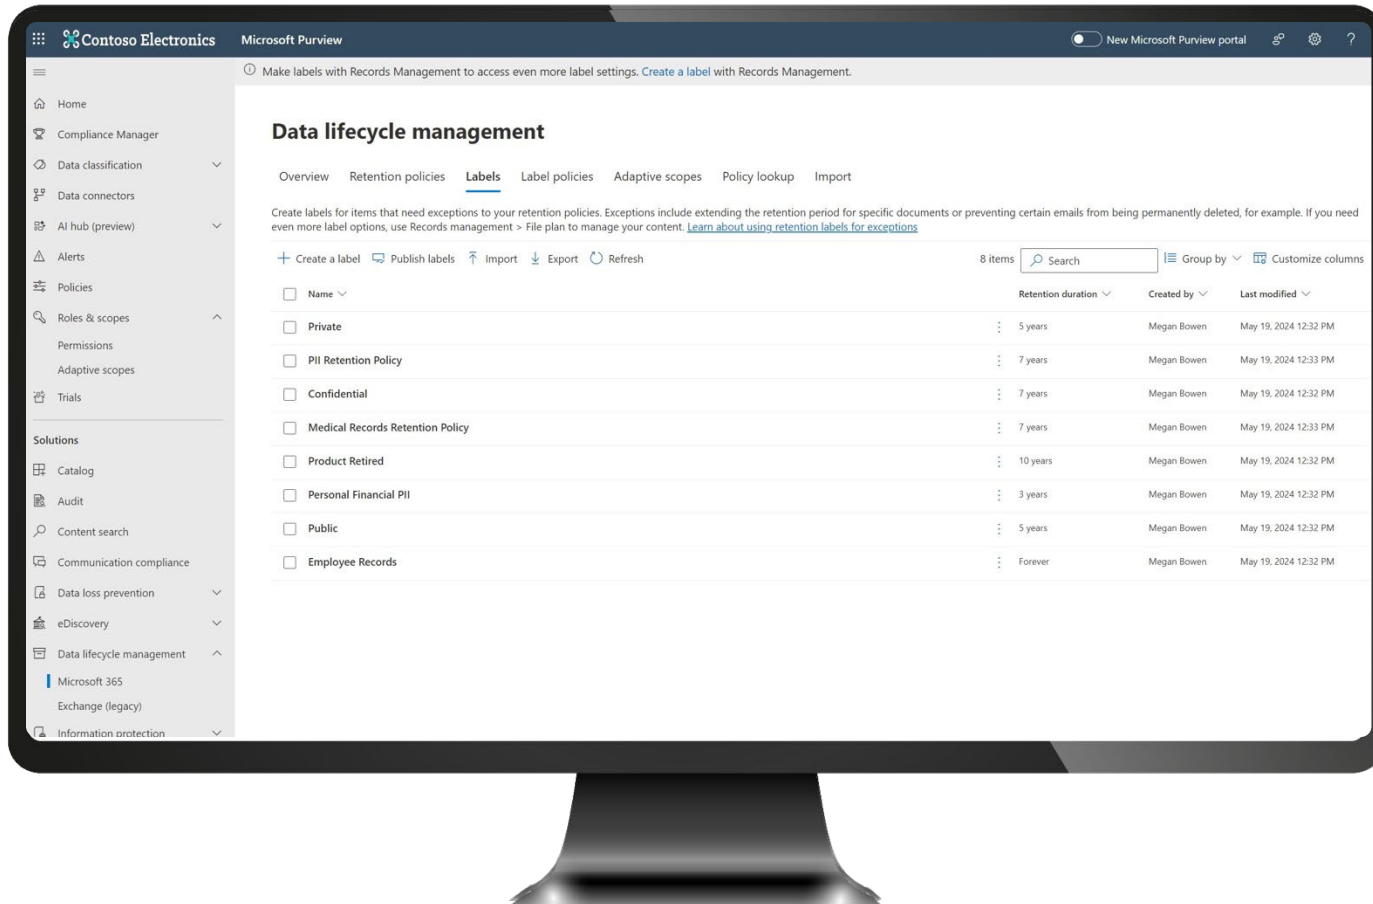 Contoso Electronics
Microsoft Purview
New Microsoft Purview portal
?
Make labels with Records Management to access even more label settings. Create a label with Records Management.
Home
Compliance Manager
Data classification
Data connectors
AI hub (preview)
Alerts
Policies
Roles & scopes
Permissions
Adaptive scopes
Trials
Solutions
Catalog
Audit
Content search
Communication compliance
Data loss prevention
eDiscovery
Data lifecycle management
Microsoft 365
Exchange (legacy)
Information protection
Data lifecycle management
Overview Retention policies Labels Label policies Adaptive scopes Policy lookup Import
Create labels for items that need exceptions to your retention policies. Exceptions include extending the retention period for specific documents or preventing certain emails from being permanently deleted, for example. If you need
even more label options, use Records management > File plan to manage your content. Learn about using retention labels for exceptions
Create a label Publish labels Import Export Refresh 8 items Search Group by Customize columns
Name Retention duration Created by Last modified
Private 5 years Megan Bowen May 19, 2024 12:32 PM
PII Retention Policy 7 years Megan Bowen May 19, 2024 12:33 PM
Confidential 7 years Megan Bowen May 19, 2024 12:32 PM
Medical Records Retention Policy 7 years Megan Bowen May 19, 2024 12:33 PM
Product Retired 10 years Megan Bowen May 19, 2024 12:32 PM
Personal Financial PII 3 years Megan Bowen May 19, 2024 12:32 PM
Public 5 years Megan Bowen May 19, 2024 12:32 PM
Employee Records Forever Megan Bowen May 19, 2024 12:32 PM